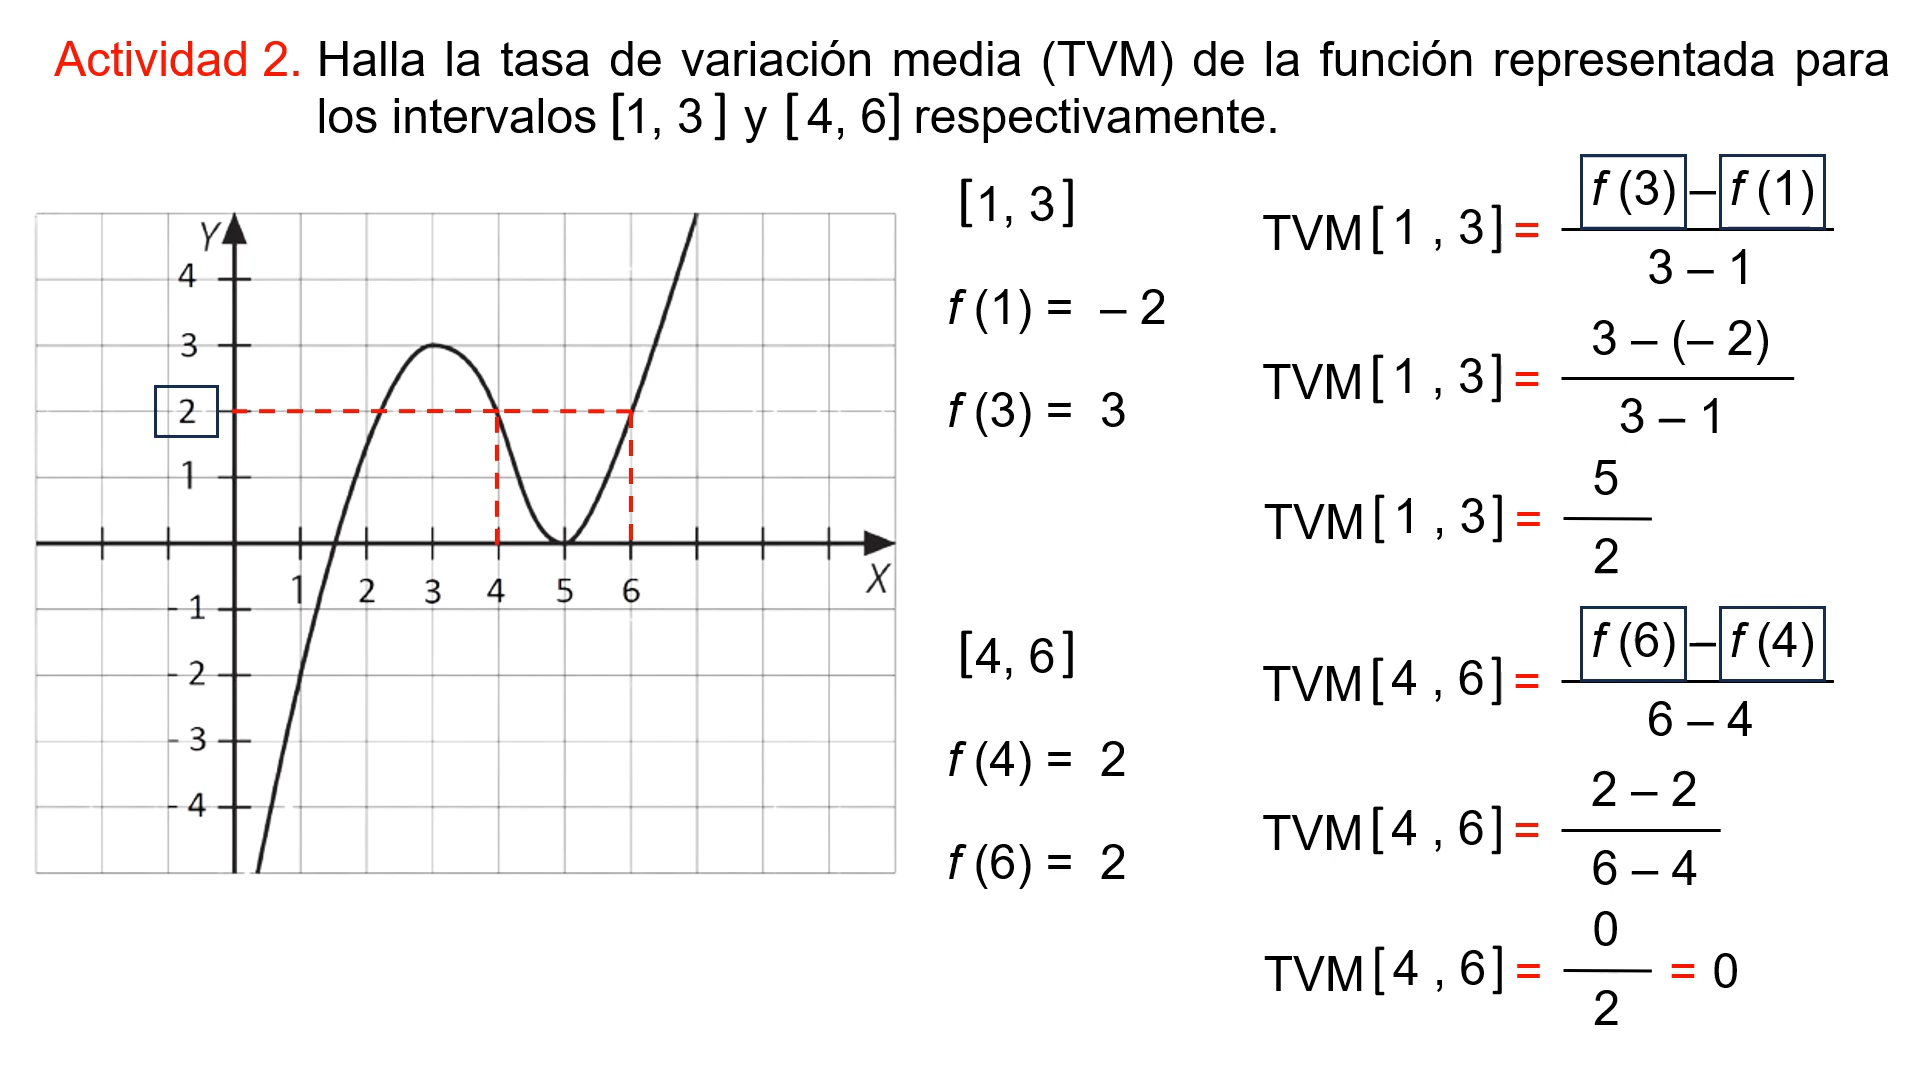 Actividad 2. Halla la tasa de variación media (TVM) de la función representada para
los intervalos [1, 3 ] y [ 4, 6] respectivamente.
Y
4
3
2
1
1 2 3 4 5 6
X
- 1
- 2
- 3
- 4
[1, 3]
f (1) = – 2
f (3) = 3
[4, 6]
f (4) = 2
f (6) = 2
TVM [ 1 , 3 ] =
f (3) – f (1)
3 – 1
TVM [ 1 , 3 ] =
3 – (– 2)
3 – 1
TVM [ 1 , 3 ] =
5
2
TVM [ 4 , 6 ] =
f (6) – f (4)
6 – 4
TVM [ 4 , 6 ] =
2 – 2
6 – 4
TVM [ 4 , 6 ] =
0
2
= 0